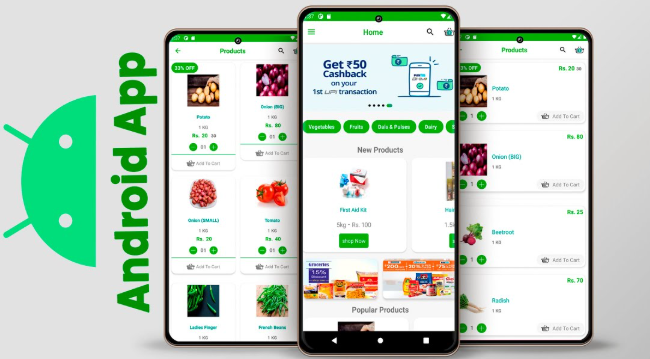 Android App
Products
33% OFF
Potato
1 KG
Rs. 20 30
01
Add To Cart
Onion (BIG)
1 KG
Rs. 80
01
Add To Cart
Onion (SMALL)
1 KG
Rs. 20
01
Add To Cart
Tomato
1 KG
Rs. 40
01
Add To Cart
Ladies Finger
1 KG
French Beans
1 KG
Home
Get ₹50
Cashback
on your
1st UPI transaction
Vegetables
Fruits
Dals & Pulses
Dairy
New Products
First Aid Kit
5kg - Rs. 100
shop Now
Groceries
15%
Popular Products
Products
33% OFF
Rs. 20 30
Potato
1 KG
1
Add To Cart
Rs. 80
Onion (BIG)
1 KG
1
Add To Cart
Rs. 25
Beetroot
1 KG
1
Add To Cart
Rs. 70
Radish
1 KG
1
Add To Cart